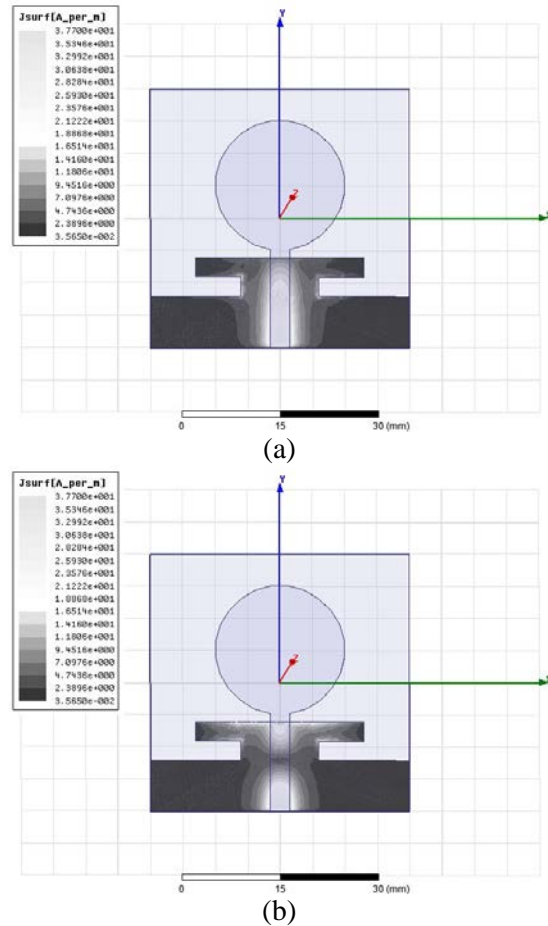 Jsurf[A_per_m]
3.7700e+001
3.5346e+001
3.2992e+001
3.0638e+001
2.8284e+001
2.5930e+001
2.3576e+001
2.1222e+001
1.8868e+001
1.6514e+001
1.4160e+001
1.1806e+001
9.4516e+000
7.0976e+000
4.7436e+000
2.3896e+000
3.5650e-002
Y
Z
0 15 30 (mm)
(a)
Jsurf[A_per_m]
3.7700e+001
3.5346e+001
3.2992e+001
3.0638e+001
2.8284e+001
2.5930e+001
2.3576e+001
2.1222e+001
1.8868e+001
1.6514e+001
1.4160e+001
1.1806e+001
9.4516e+000
7.0976e+000
4.7436e+000
2.3896e+000
3.5650e-002
Y
Z
0 15 30 (mm)
(b)